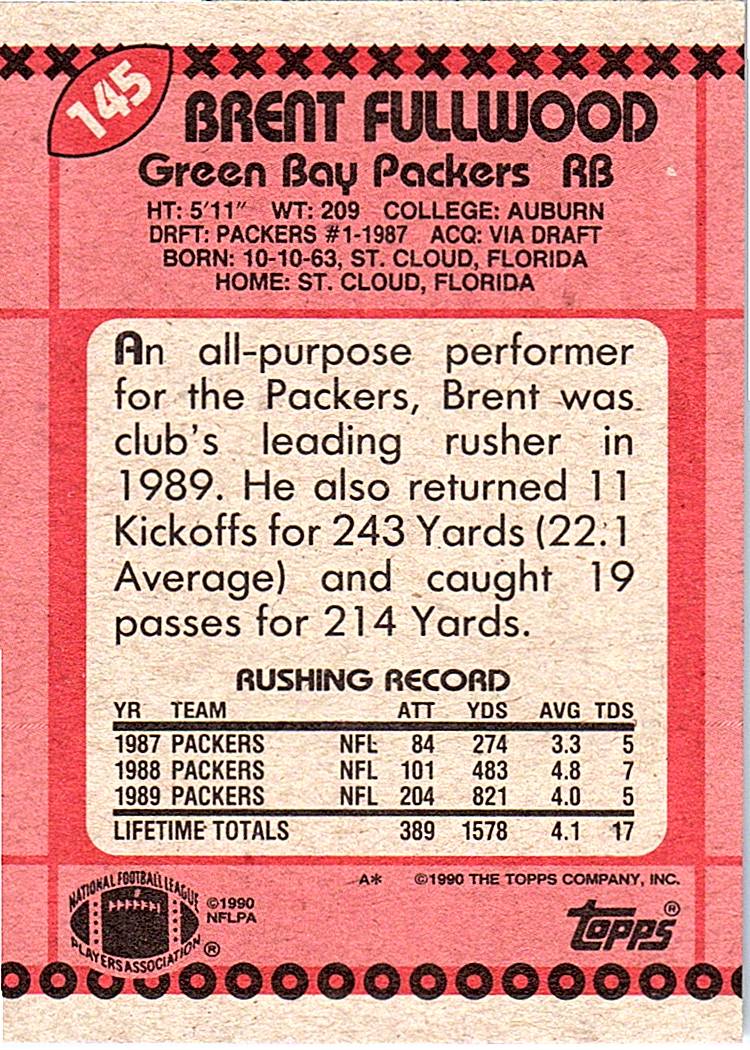 145
BRENT FULLWOOD
Green Bay Packers RB
HT: 5'11" WT: 209 COLLEGE: AUBURN
DRFT: PACKERS #1-1987 ACQ: VIA DRAFT
BORN: 10-10-63, ST. CLOUD, FLORIDA
HOME: ST. CLOUD, FLORIDA
An all-purpose performer
for the Packers, Brent was
club's leading rusher in
1989. He also returned 11
Kickoffs for 243 Yards (22.1
Average) and caught 19
passes for 214 Yards.
RUSHING RECORD
YR TEAM ATT YDS AVG TDS
1987 PACKERS NFL 84 274 3.3 5
1988 PACKERS NFL 101 483 4.8 7
1989 PACKERS NFL 204 821 4.0 5
LIFETIME TOTALS 389 1578 4.1 17
A* ©1990 THE TOPPS COMPANY, INC.
NATIONAL FOOTBALL LEAGUE
PLAYERS ASSOCIATION ®
©1990
NFLPA
Topps ®